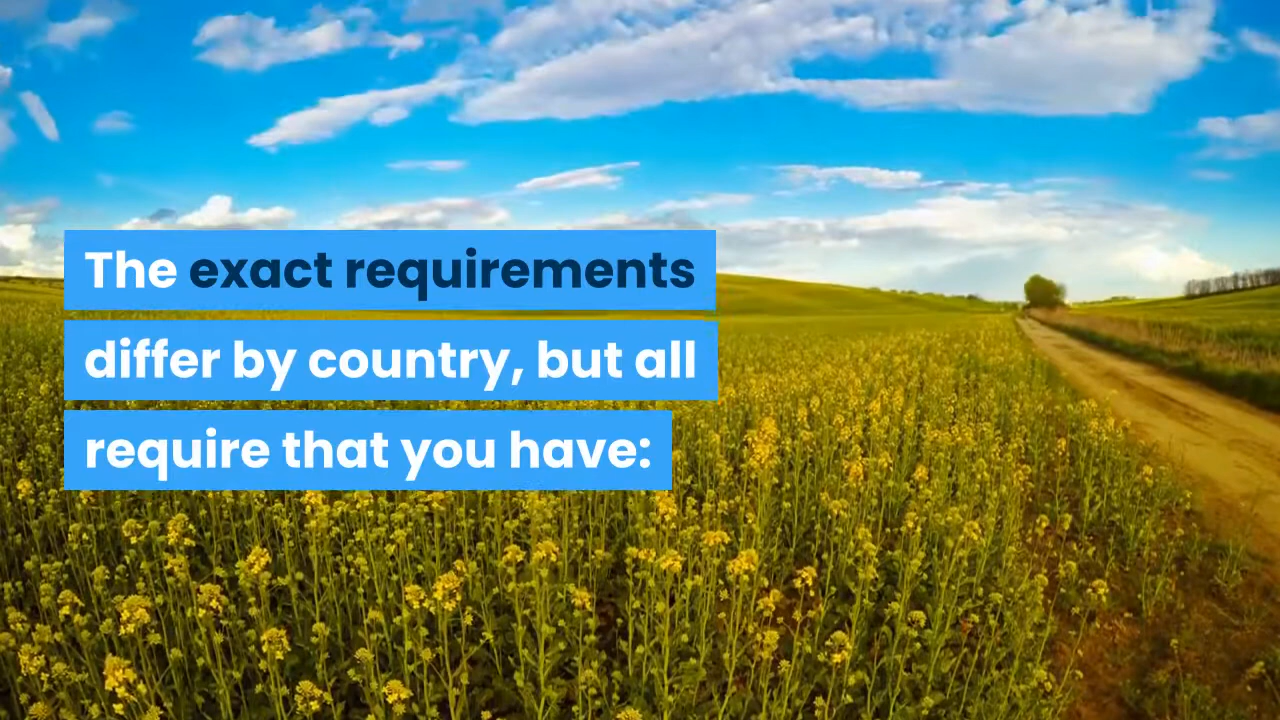 The exact requirements
differ by country, but all
require that you have: